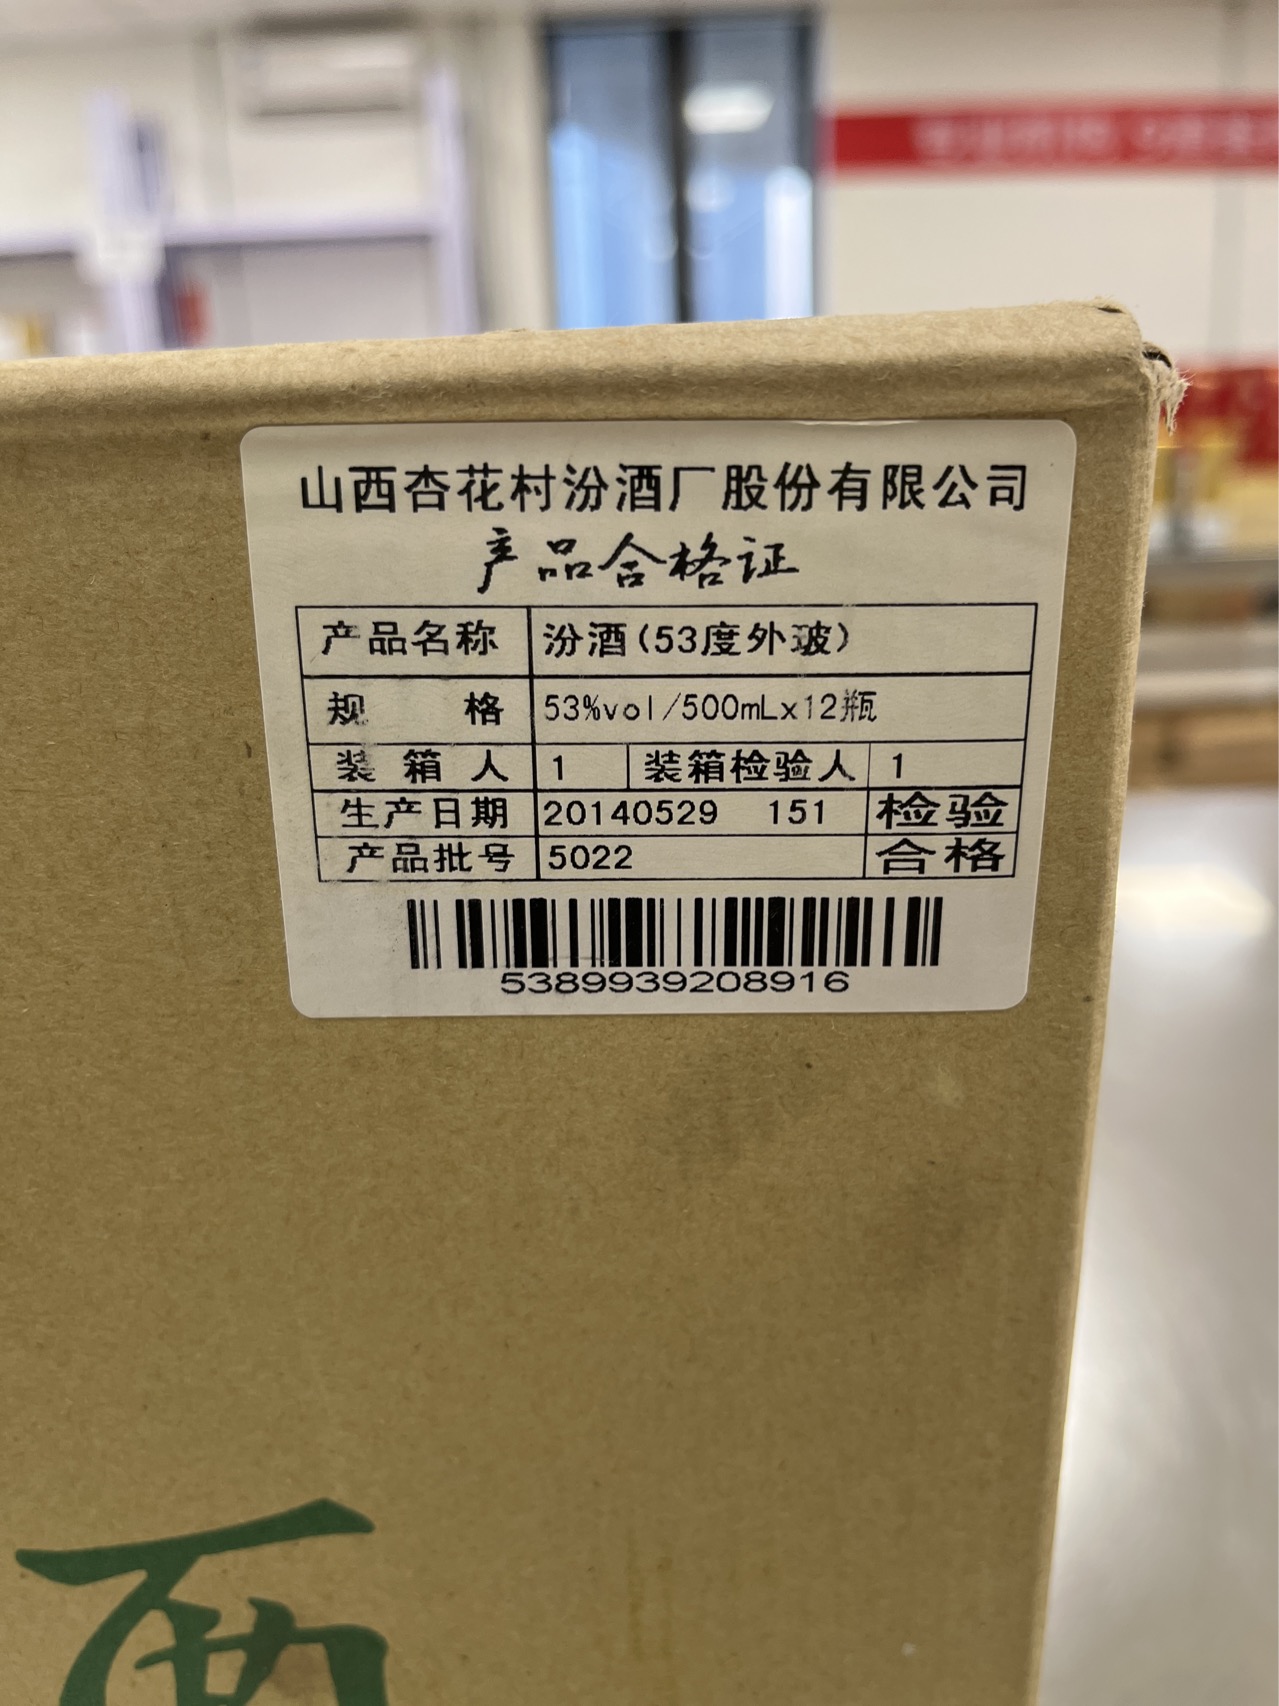 山西杏花村汾酒厂股份有限公司
产品合格证
产品名称 汾酒(53度外玻)
规 格 53%vol/500mLx12瓶
装 箱 人 1 装箱检验人 1
生产日期 20140529 151 检验
产品批号 5022 合格
5389939208916